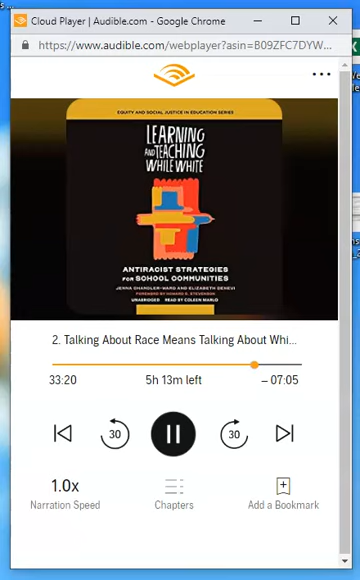 Cloud Player | Audible.com - Google Chrome
https://www.audible.com/webplayer?asin=B09ZFC7DYW...
EQUITY AND SOCIAL JUSTICE IN EDUCATION SERIES
LEARNING
AND TEACHING
WHILE WHITE
ANTIRACIST STRATEGIES
FOR SCHOOL COMMUNITIES
JENNA CHANDLER-WARD AND ELIZABETH DENEVI
FOREWORD BY HOWARD C. STEVENSON
UNABRIDGED READ BY COLEEN MARLO
2. Talking About Race Means Talking About Whi...
33:20 5h 13m left – 07:05
30 30
1.0x
Narration Speed Chapters Add a Bookmark